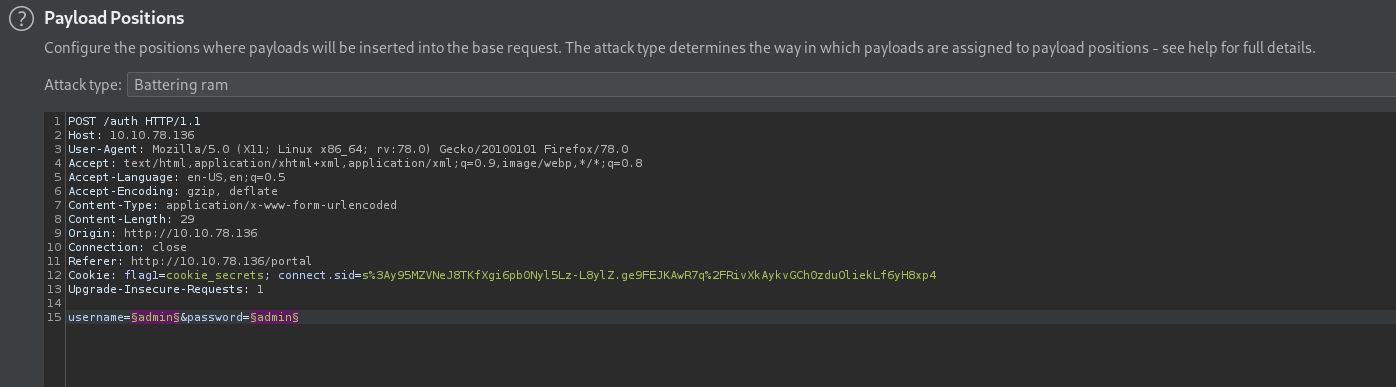 ?
Payload Positions
Configure the positions where payloads will be inserted into the base request. The attack type determines the way in which payloads are assigned to payload positions - see help for full details.
Attack type: Battering ram
1 POST /auth HTTP/1.1
2 Host: 10.10.78.136
3 User-Agent: Mozilla/5.0 (X11; Linux x86_64; rv:78.0) Gecko/20100101 Firefox/78.0
4 Accept: text/html,application/xhtml+xml,application/xml;q=0.9,image/webp,*/*;q=0.8
5 Accept-Language: en-US,en;q=0.5
6 Accept-Encoding: gzip, deflate
7 Content-Type: application/x-www-form-urlencoded
8 Content-Length: 29
9 Origin: http://10.10.78.136
10 Connection: close
11 Referer: http://10.10.78.136/portal
12 Cookie: flag1=cookie_secrets; connect.sid=s%3Ay95MZVNeJ8TKfXgi6pbONyl5Lz-L8ylZ.ge9FEJKAwR7q%2FRivXkAykvGChOzduOliekLf6yH8xp4
13 Upgrade-Insecure-Requests: 1
14
15 username=§admin§&password=§admin§